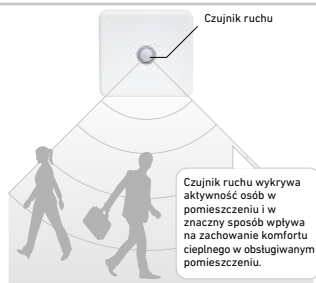 Czujnik ruchu
Czujnik ruchu wykrywa
aktywność osób w
pomieszczeniu i w
znaczny sposób wpływa
na zachowanie komfortu
cieplnego w obsługiwanym
pomieszczeniu.